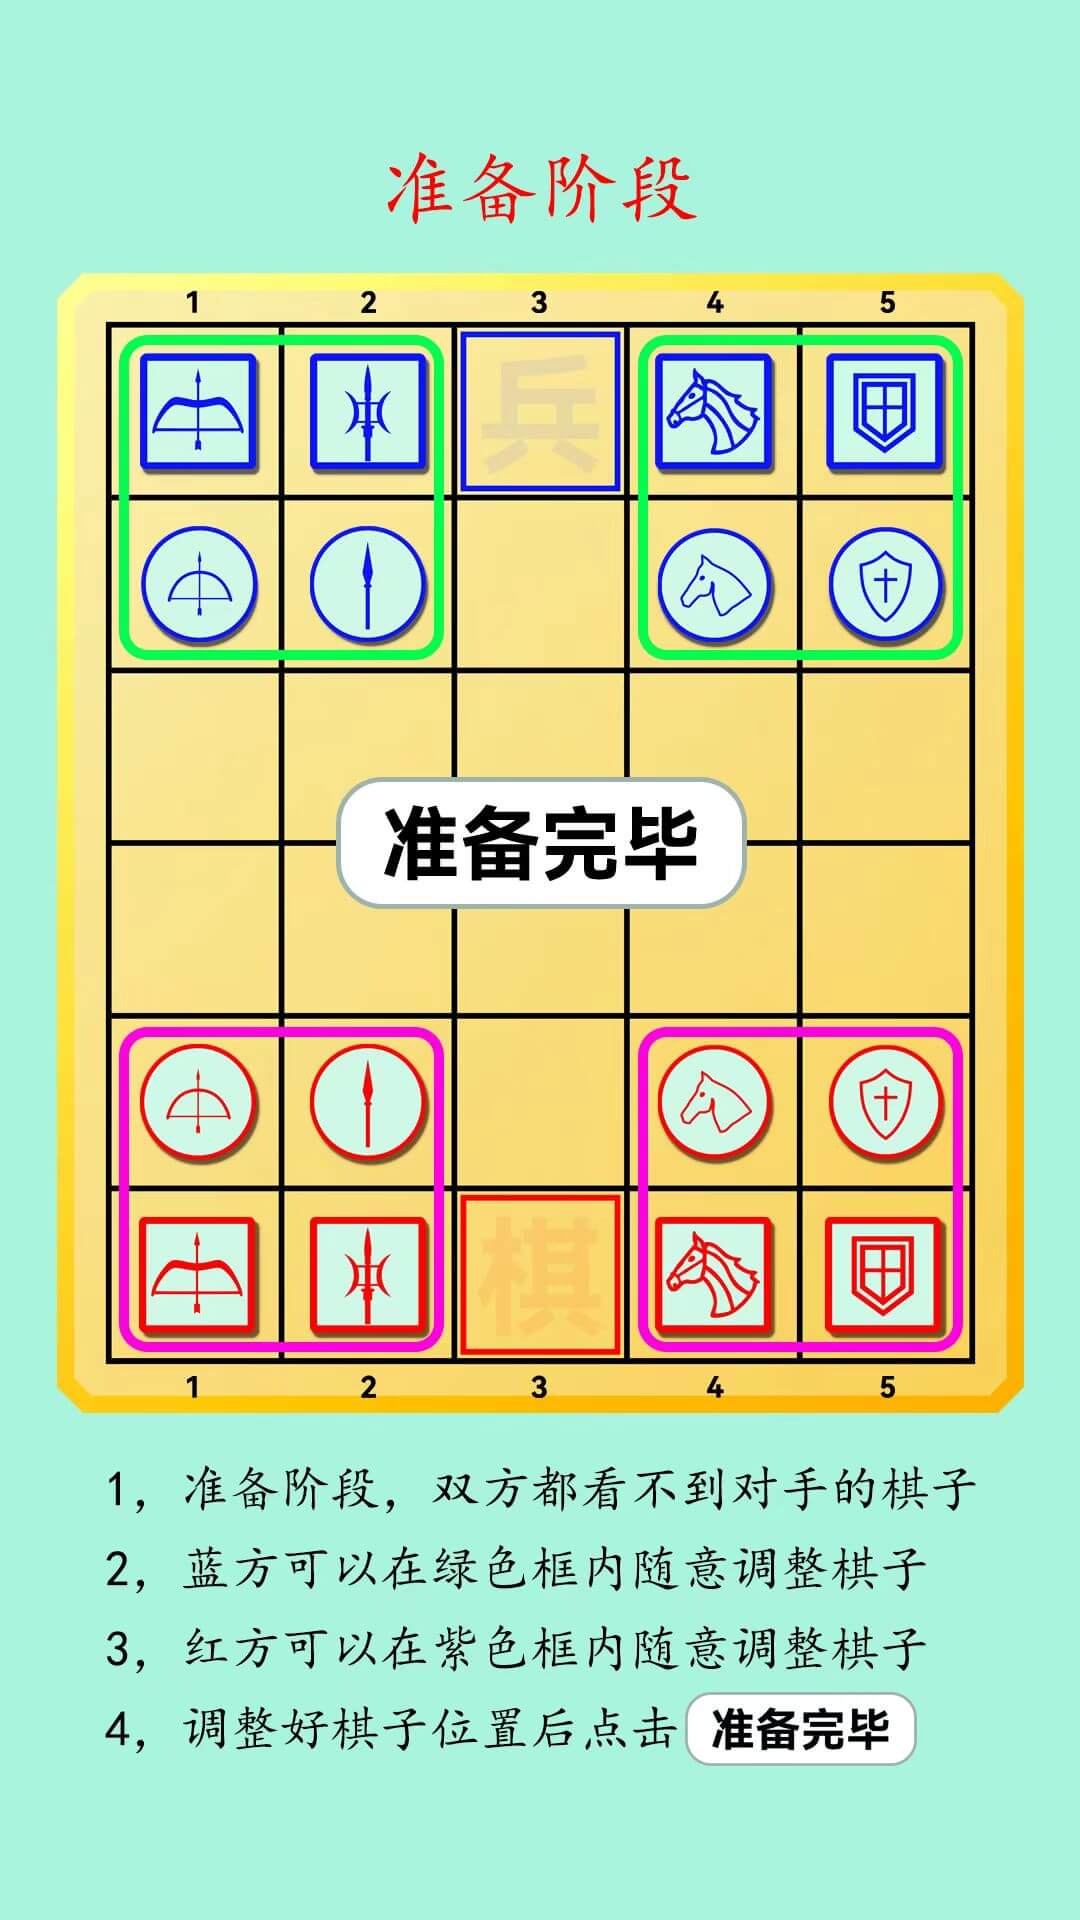 准备阶段
1 2 3 4 5
兵
准备完毕
棋
1 2 3 4 5
1，准备阶段，双方都看不到对手的棋子
2，蓝方可以在绿色框内随意调整棋子
3，红方可以在紫色框内随意调整棋子
4，调整好棋子位置后点击 准备完毕